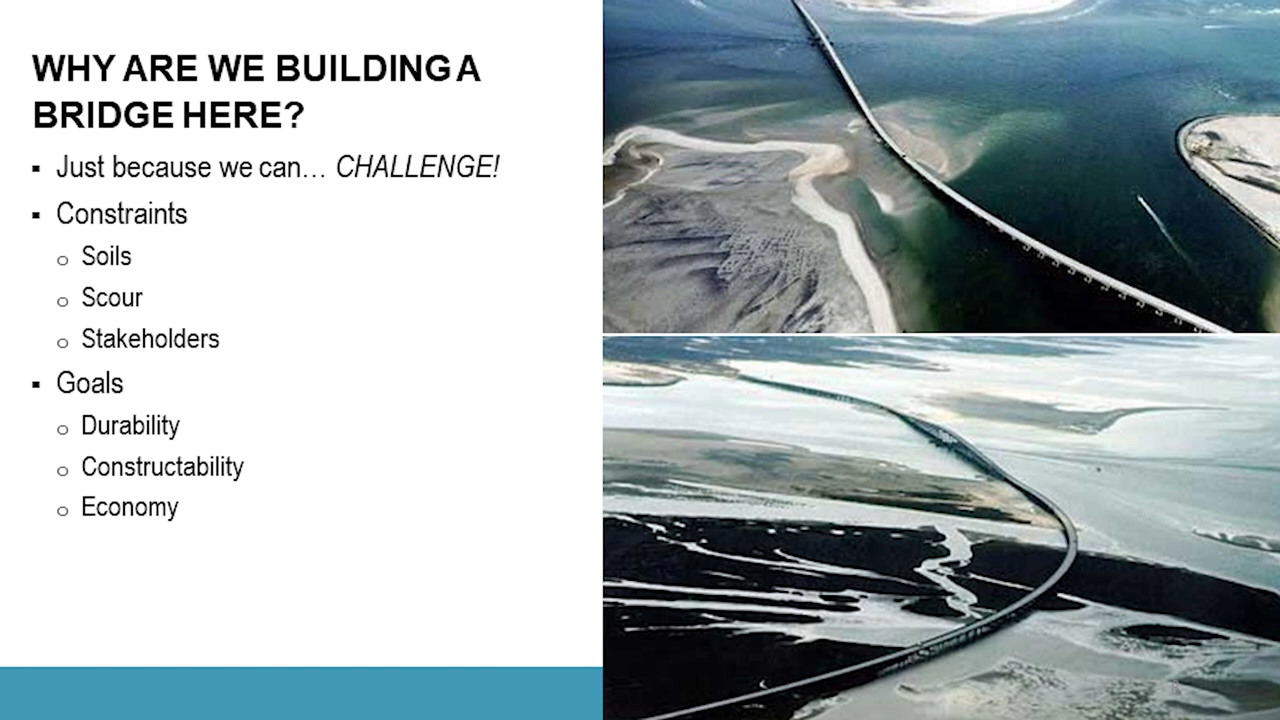 WHY ARE WE BUILDING A
BRIDGE HERE?
▪ Just because we can… CHALLENGE!
▪ Constraints
o Soils
o Scour
o Stakeholders
▪ Goals
o Durability
o Constructability
o Economy